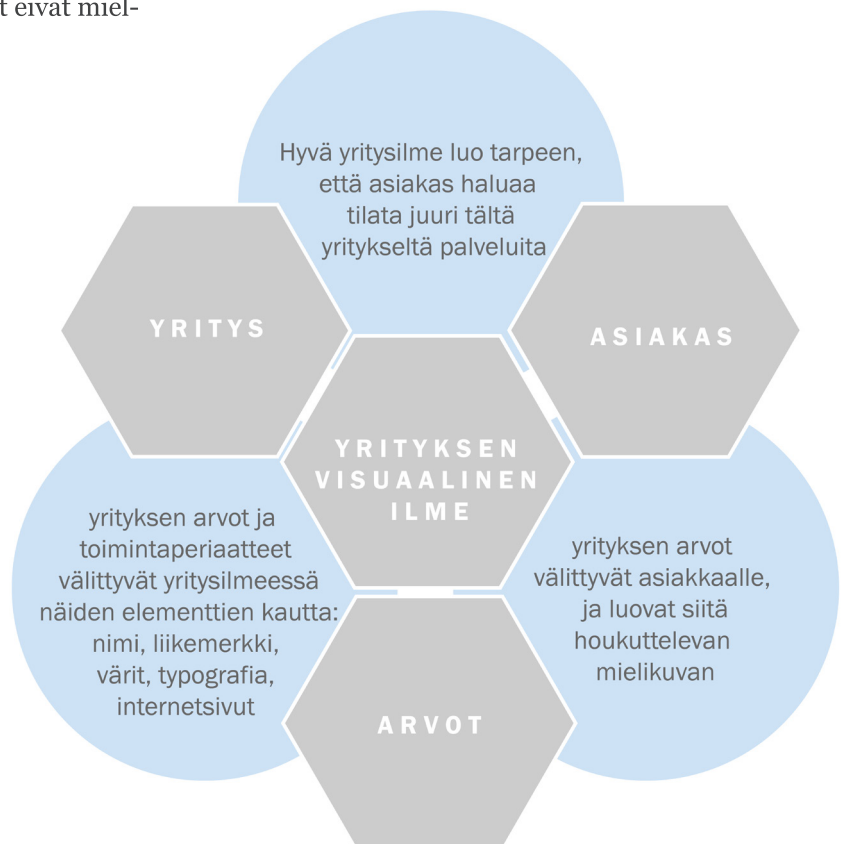 t eivät miel-
Hyvä yritysilme luo tarpeen,
että asiakas haluaa
tilata juuri tältä
yritykseltä palveluita
YRITYS
ASIAKAS
YRITYKSEN
VISUAALINEN
ILME
yrityksen arvot ja
toimintaperiaatteet
välittyvät yritysilmeessä
näiden elementtien kautta:
nimi, liikemerkki,
värit, typografia,
internetsivut
yrityksen arvot
välittyvät asiakkaalle,
ja luovat siitä
houkuttelevan
mielikuvan
ARVOT